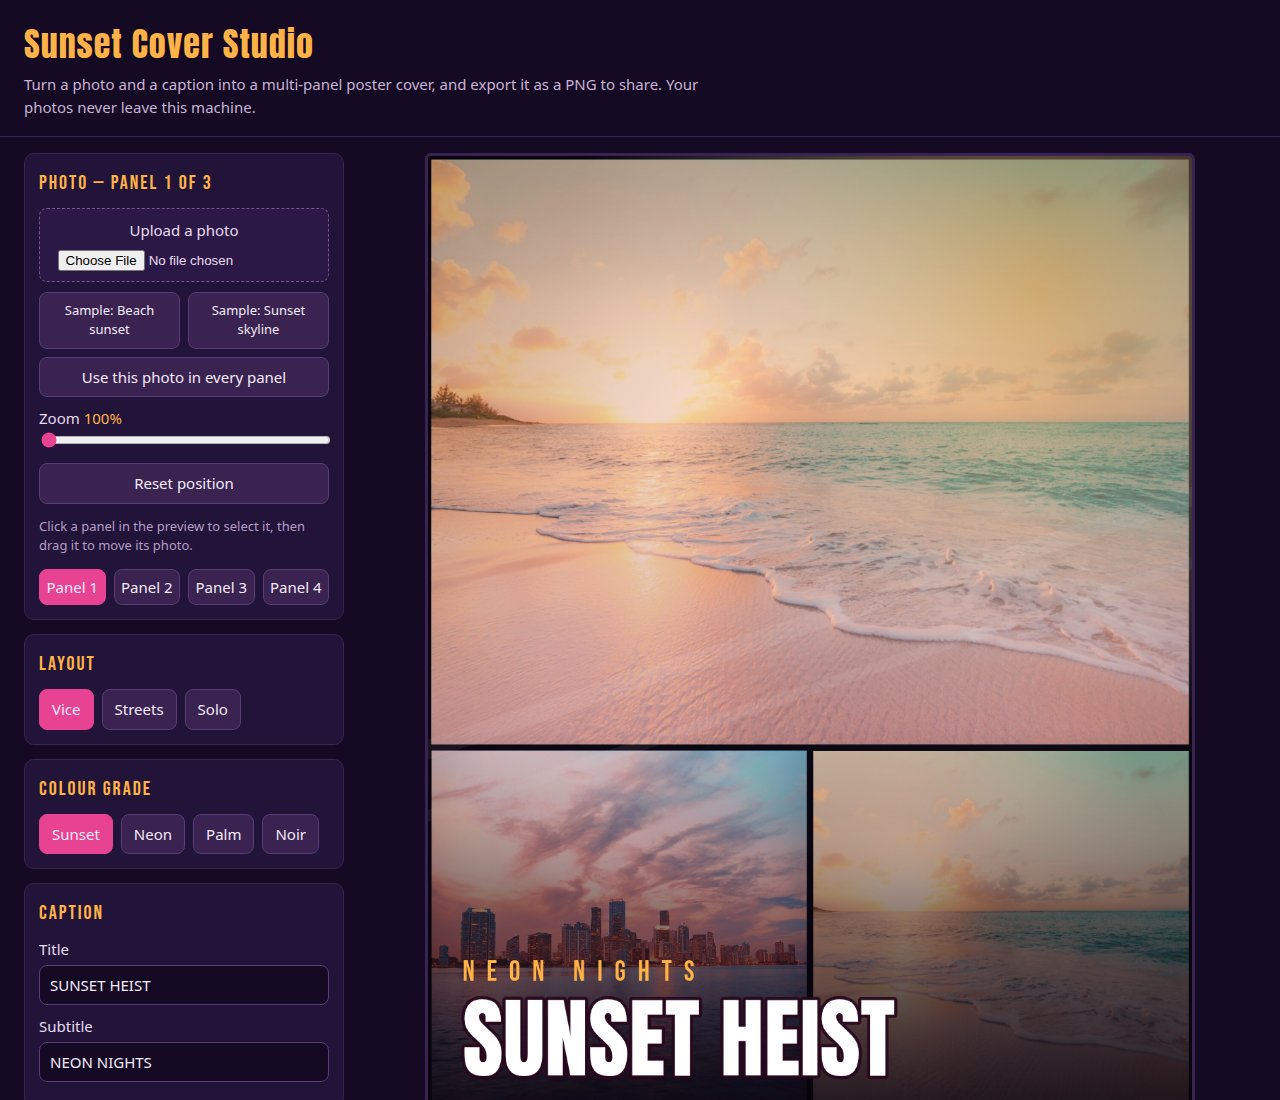 Sunset Cover Studio
Turn a photo and a caption into a multi-panel poster cover, and export it as a PNG to share. Your
photos never leave this machine.
PHOTO — PANEL 1 OF 3
Upload a photo
Choose File No file chosen
Sample: Beach
sunset
Sample: Sunset
skyline
Use this photo in every panel
Zoom 100%
Reset position
Click a panel in the preview to select it, then
drag it to move its photo.
Panel 1 Panel 2 Panel 3 Panel 4
LAYOUT
Vice Streets Solo
COLOUR GRADE
Sunset Neon Palm Noir
CAPTION
Title
SUNSET HEIST
Subtitle
NEON NIGHTS
NEON NIGHTS
SUNSET HEIST